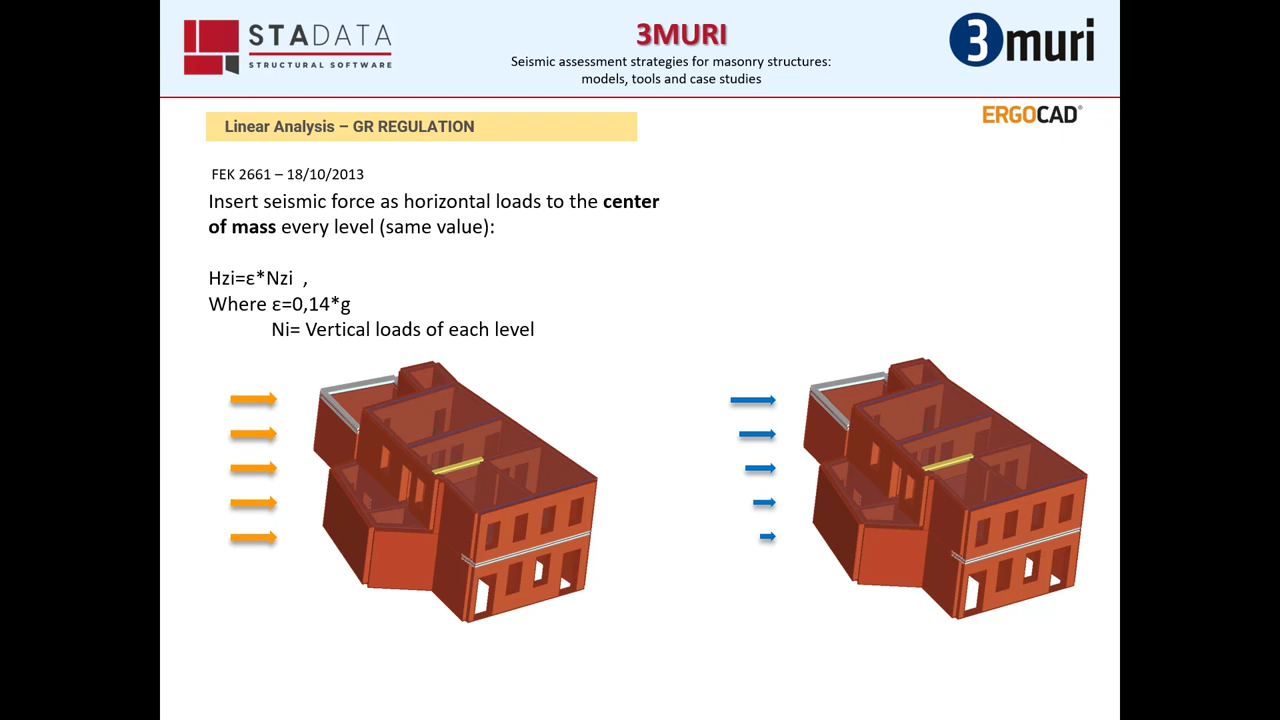 STADATA
STRUCTURAL SOFTWARE
3MURI
Seismic assessment strategies for masonry structures:
models, tools and case studies
3muri
ERGOCAD®
Linear Analysis – GR REGULATION
FEK 2661 – 18/10/2013
Insert seismic force as horizontal loads to the center
of mass every level (same value):
Hzi=ε*Nzi ,
Where ε=0,14*g
Ni= Vertical loads of each level